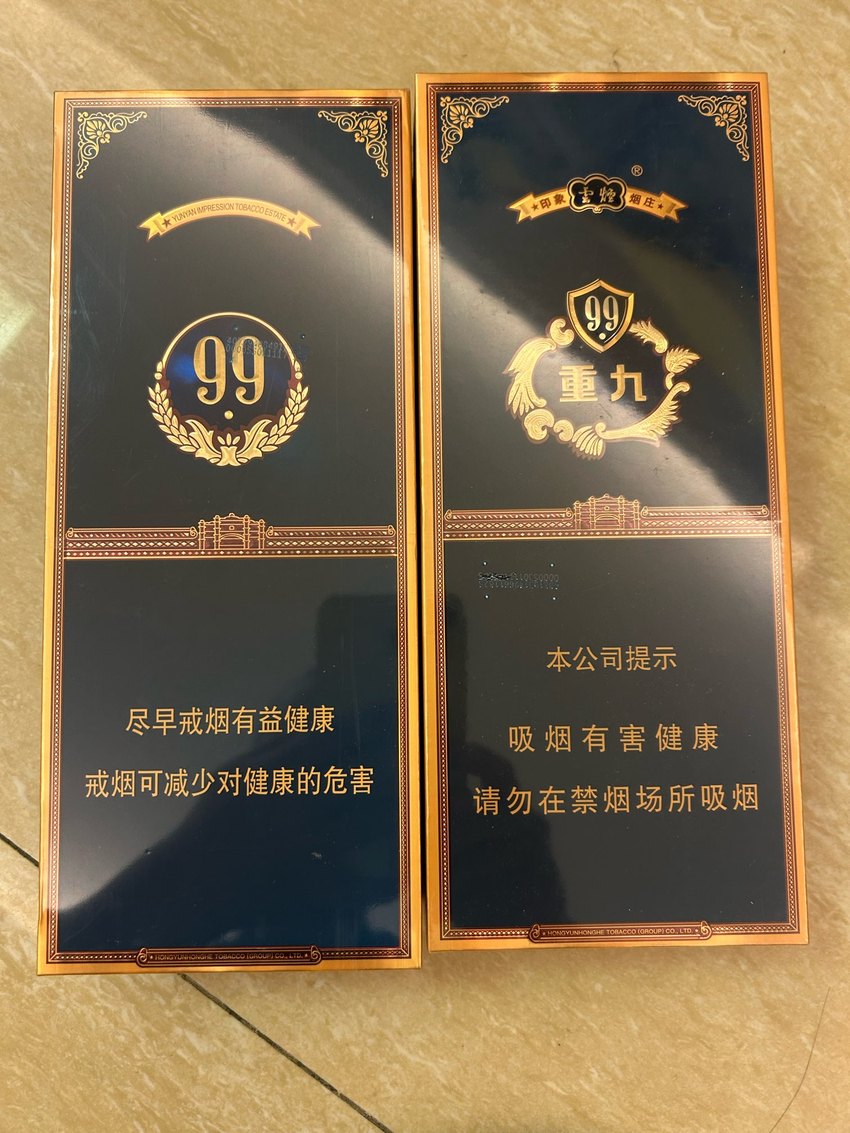 ★ YUNYAN IMPRESSION TOBACCO ESTATE ★
99
尽早戒烟有益健康
戒烟可减少对健康的危害
★ HONGYUNHONGHE TOBACCO (GROUP) CO., LTD. ★
®
★印象 雲煙 烟庄★
99
重九
本公司提示
吸烟有害健康
请勿在禁烟场所吸烟
★ HONGYUNHONGHE TOBACCO (GROUP) CO., LTD. ★